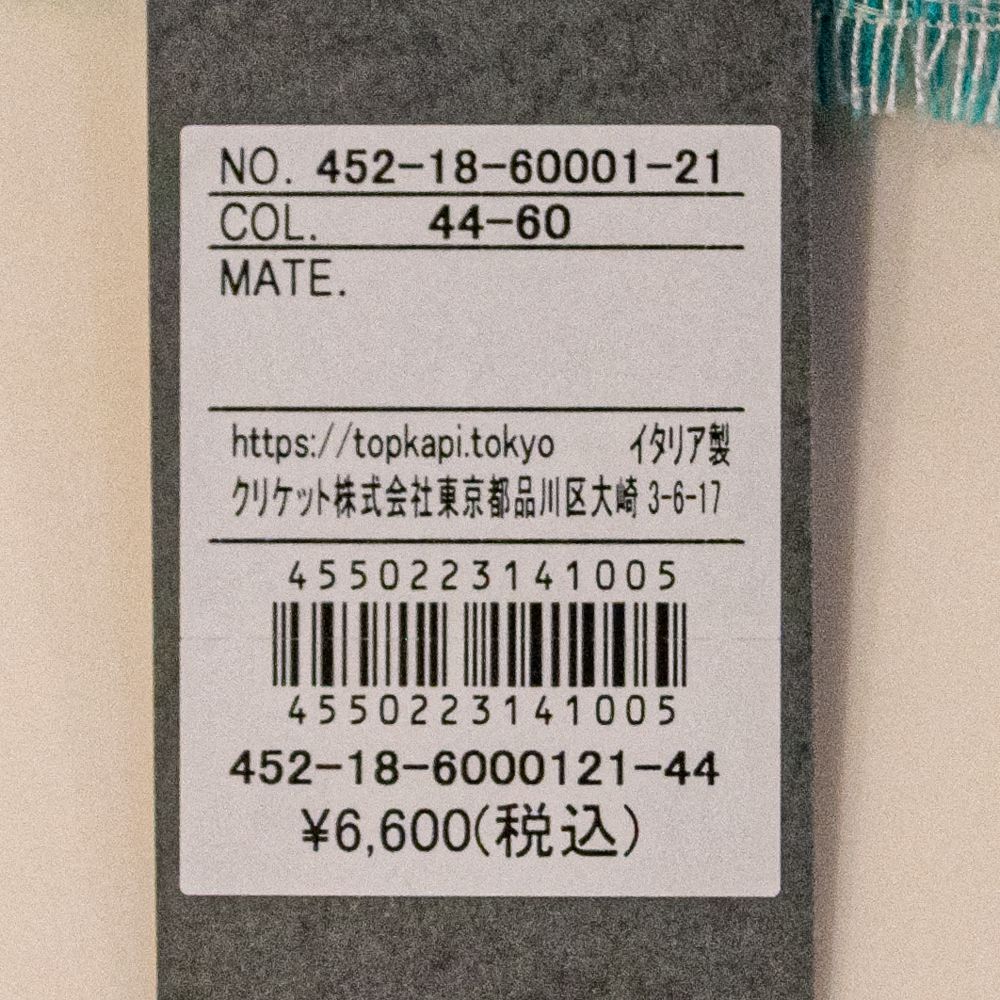 NO. 452-18-60001-21
COL. 44-60
MATE.
https://topkapi.tokyo イタリア製
クリケット株式会社東京都品川区大崎 3-6-17
4550223141005
4550223141005
452-18-6000121-44
¥6,600(税込)